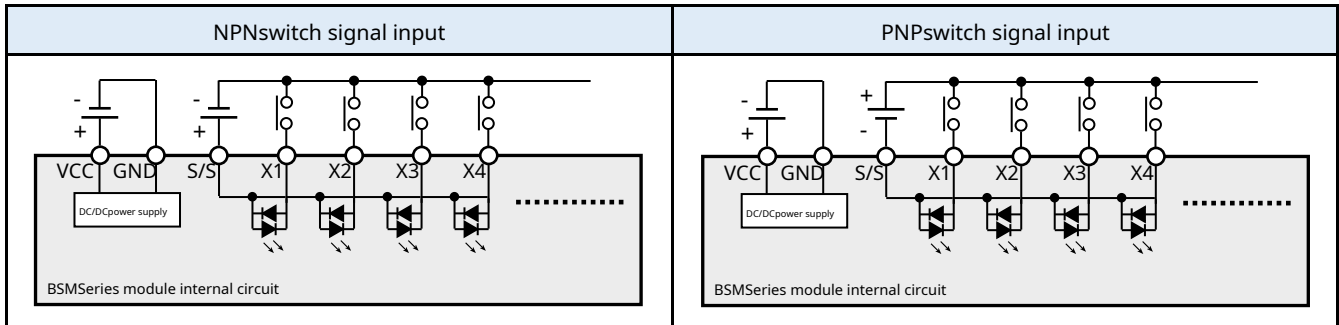 NPNswitch signal input
- -
+ +
VCC GND S/S X1 X2 X3 X4
DC/DCpower supply
BSMSeries module internal circuit
PNPswitch signal input
- +
+ -
VCC GND S/S X1 X2 X3 X4
DC/DCpower supply
BSMSeries module internal circuit